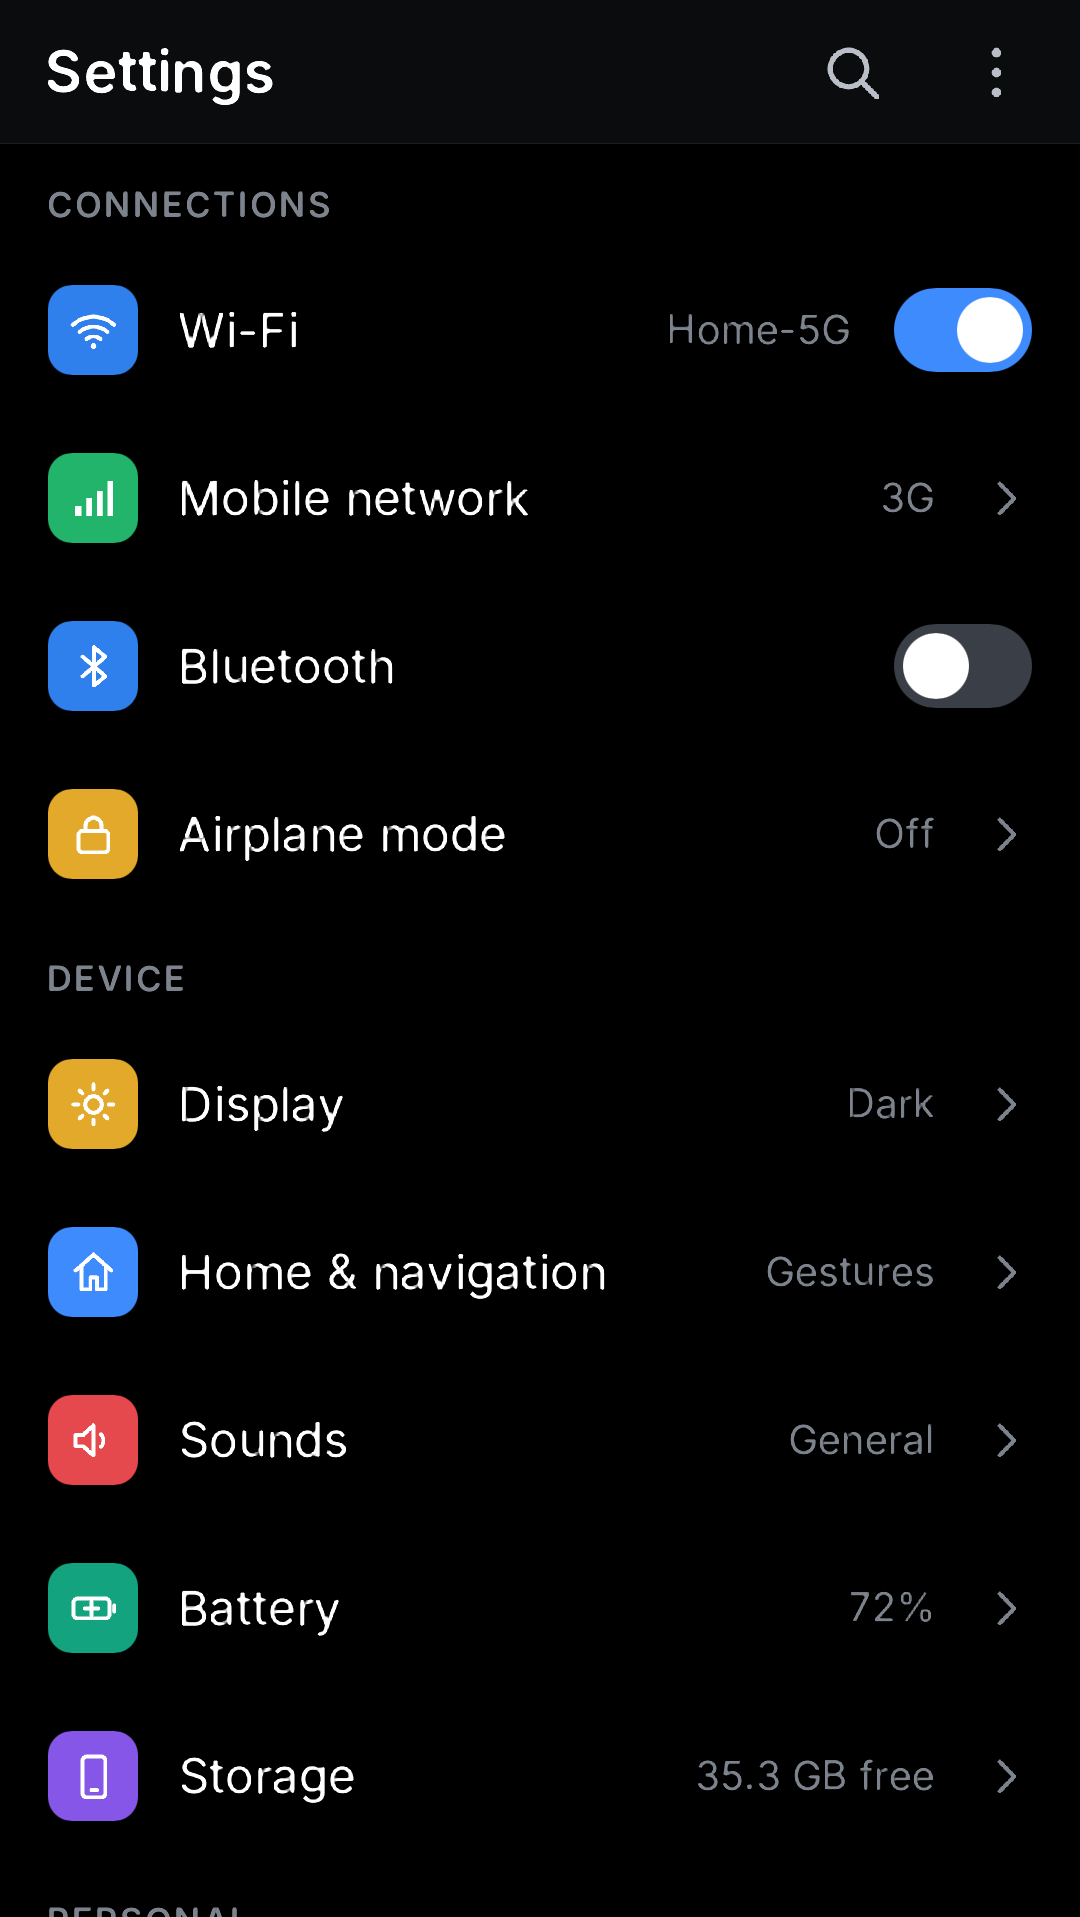 Settings
CONNECTIONS
Wi-Fi Home-5G
Mobile network 3G
Bluetooth
Airplane mode Off
DEVICE
Display Dark
Home & navigation Gestures
Sounds General
Battery 72%
Storage 35.3 GB free
PERSONAL